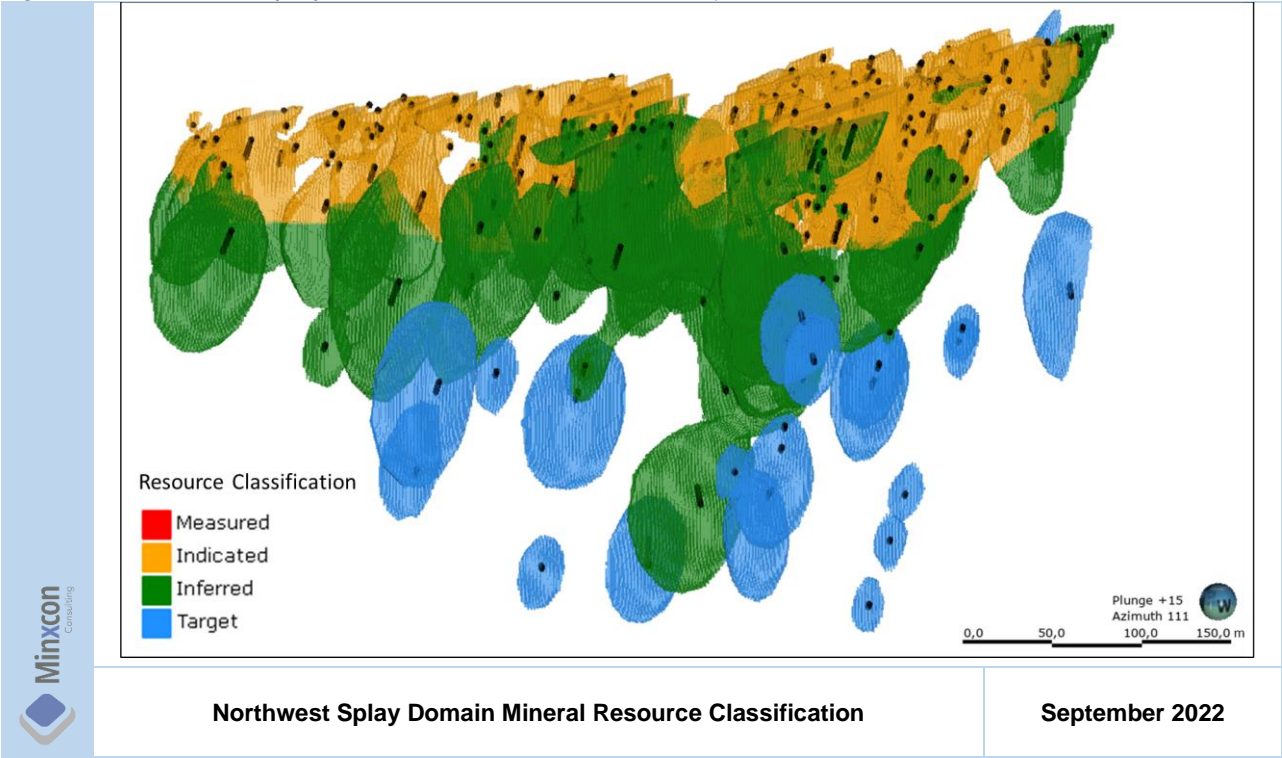 Resource Classification
Measured
Indicated
Inferred
Target
Plunge +15
Azimuth 111
W
0,0 50,0 100,0 150,0 m
Minxcon
Consulting
Northwest Splay Domain Mineral Resource Classification
September 2022